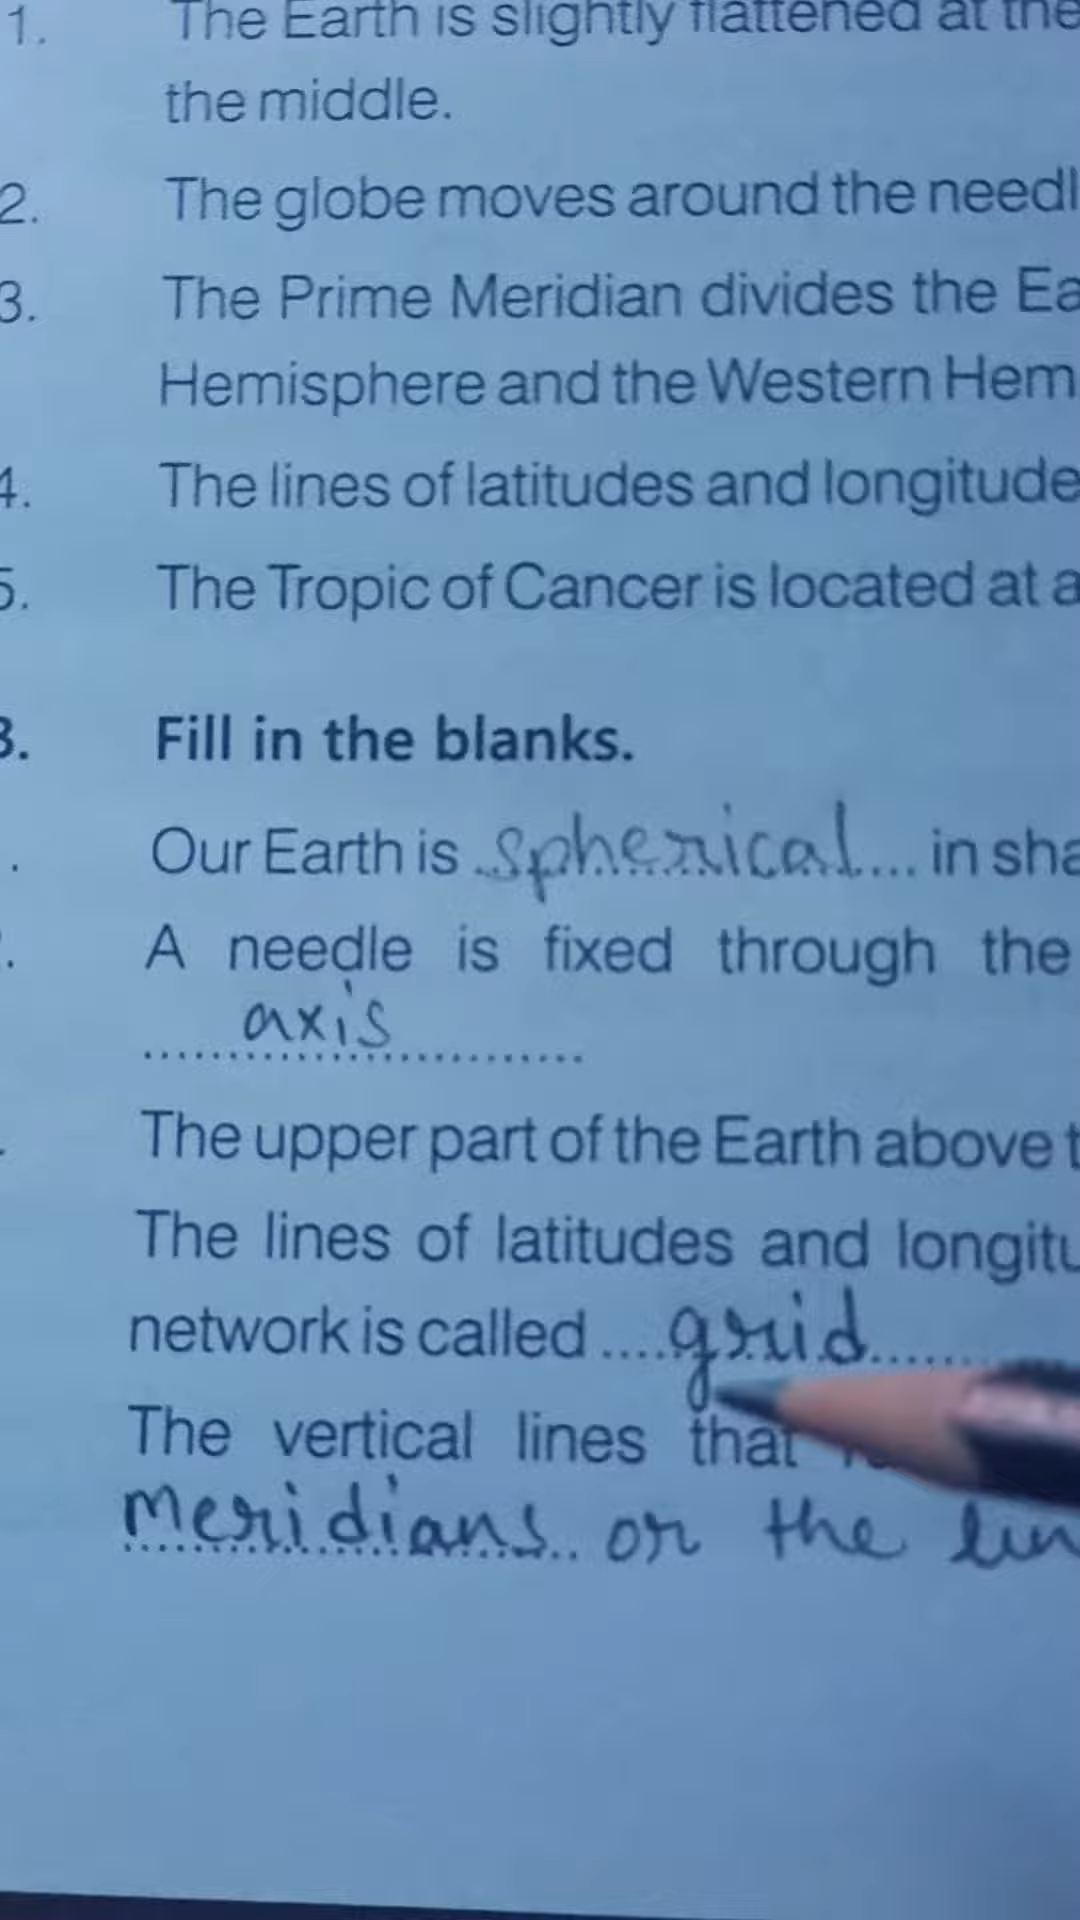 1. The Earth is slightly flattened at the
the middle.
2. The globe moves around the needl
3. The Prime Meridian divides the Ea
Hemisphere and the Western Hem
4. The lines of latitudes and longitude
5. The Tropic of Cancer is located at a
B. Fill in the blanks.
. Our Earth is ..spherical... in sha
. A needle is fixed through the
axis
The upper part of the Earth above t
The lines of latitudes and longitu
network is called ....grid......
The vertical lines that
meridians.. or the lin